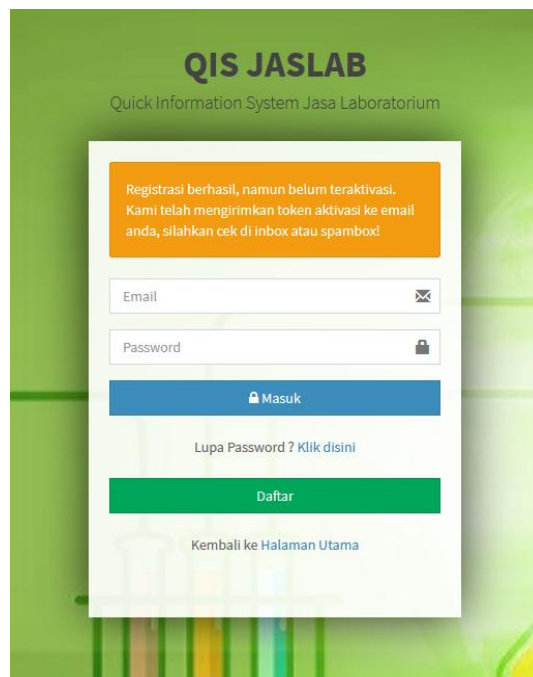 QIS JASLAB
Quick Information System Jasa Laboratorium
Registrasi berhasil, namun belum teraktivasi.
Kami telah mengirimkan token aktivasi ke email
anda, silahkan cek di inbox atau spambox!
Email
Password
Masuk
Lupa Password ? Klik disini
Daftar
Kembali ke Halaman Utama